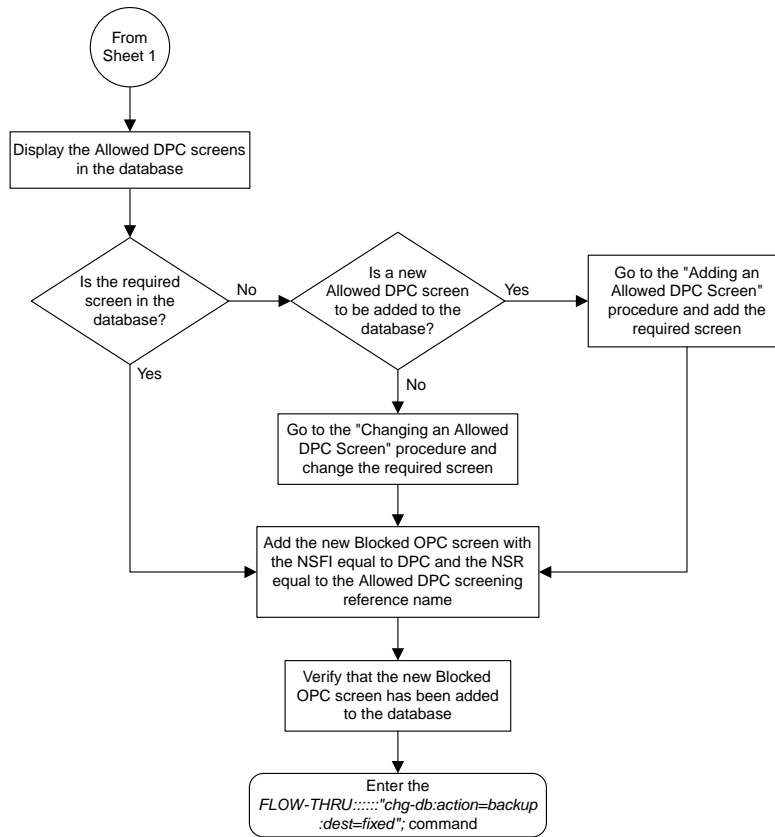 From
Sheet 1
Display the Allowed DPC screens
in the database
Is the required
screen in the
database?
No
Yes
Is a new
Allowed DPC screen
to be added to the
database?
Yes
No
Go to the "Adding an
Allowed DPC Screen"
procedure and add the
required screen
Go to the "Changing an Allowed
DPC Screen" procedure and
change the required screen
Add the new Blocked OPC screen with
the NSFI equal to DPC and the NSR
equal to the Allowed DPC screening
reference name
Verify that the new Blocked
OPC screen has been added
to the database
Enter the
FLOW-THRU::::::"chg-db:action=backup
:dest=fixed"; command